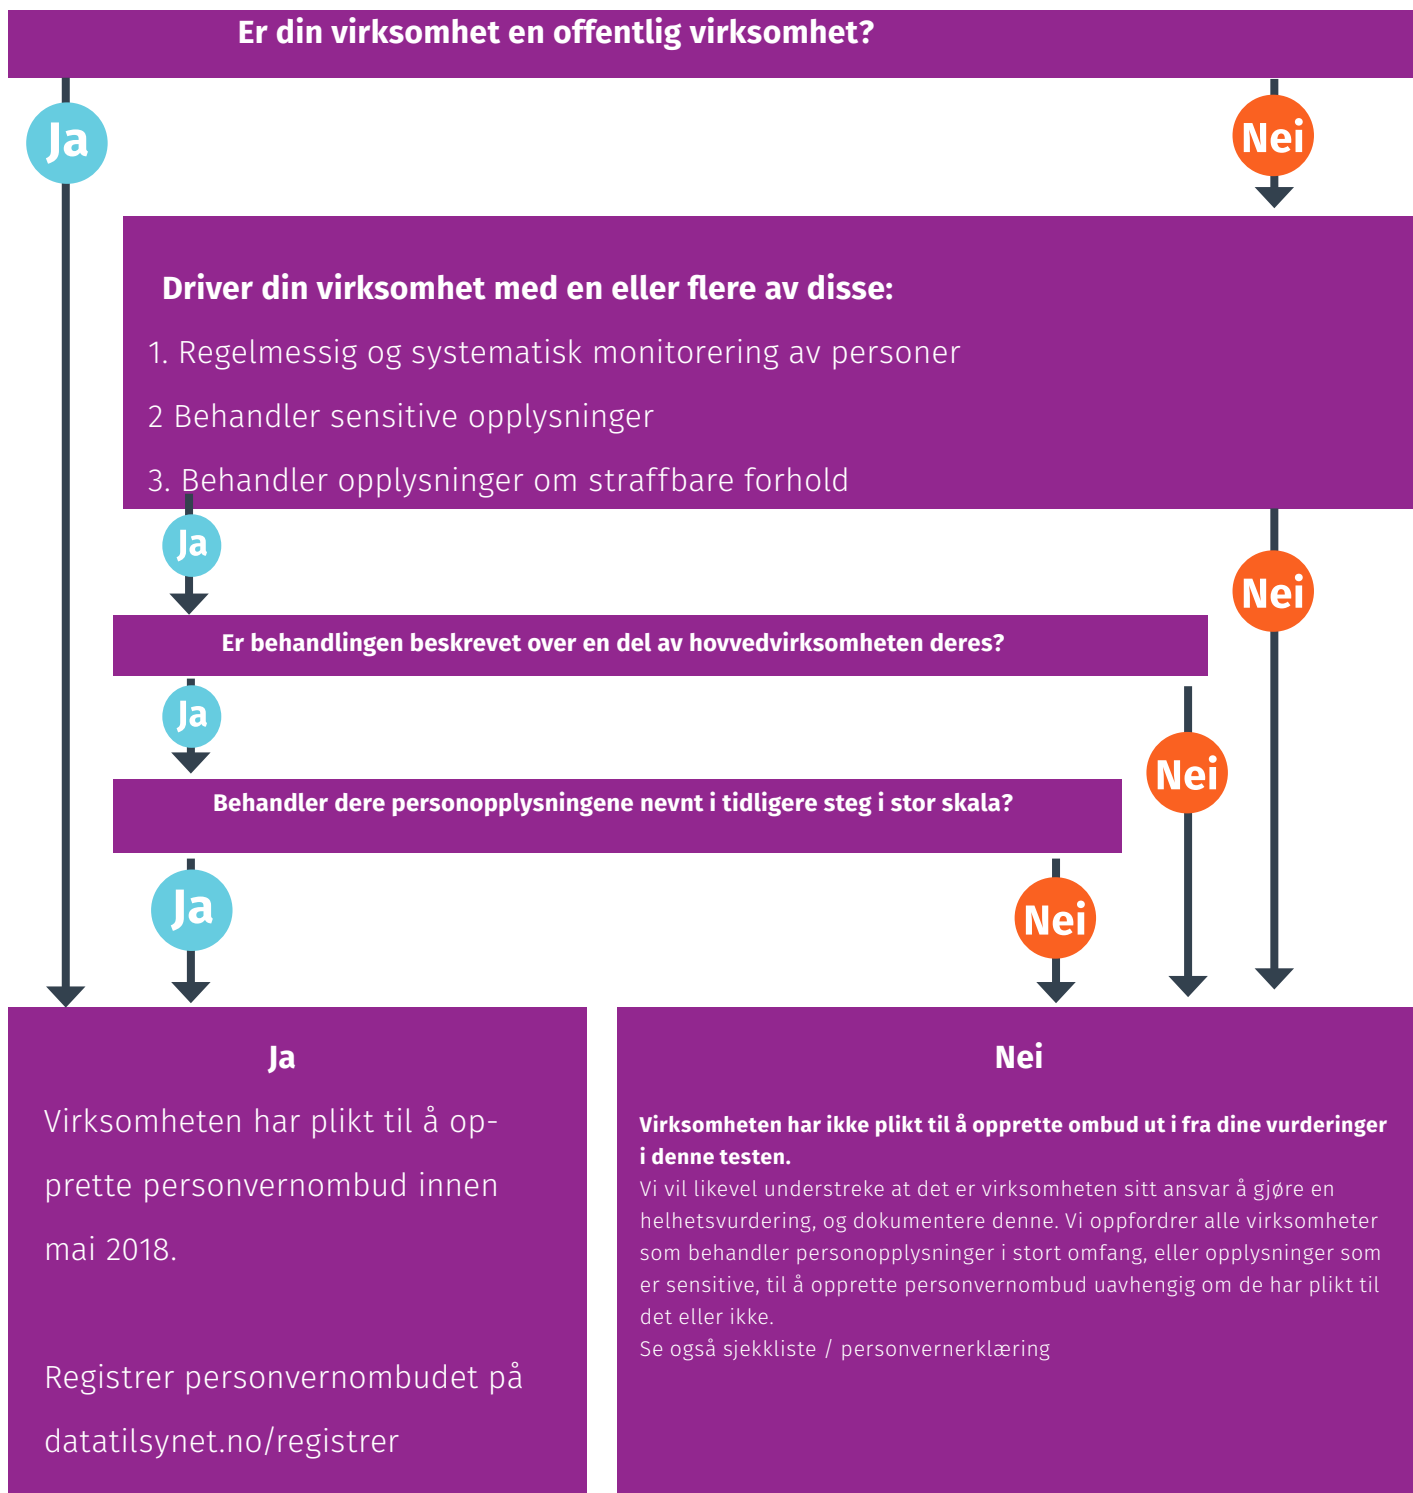 Er din virksomhet en offentlig virksomhet?
Ja
Nei
Driver din virksomhet med en eller flere av disse:
1. Regelmessig og systematisk monitorering av personer
2 Behandler sensitive opplysninger
3. Behandler opplysninger om straffbare forhold
Ja
Nei
Er behandlingen beskrevet over en del av hovvedvirksomheten deres?
Ja
Nei
Behandler dere personopplysningene nevnt i tidligere steg i stor skala?
Ja
Nei
Ja
Virksomheten har plikt til å op-
prette personvernombud innen
mai 2018.
Registrer personvernombudet på
datatilsynet.no/registrer
Nei
Virksomheten har ikke plikt til å opprette ombud ut i fra dine vurderinger
i denne testen.
Vi vil likevel understreke at det er virksomheten sitt ansvar å gjøre en
helhetsvurdering, og dokumentere denne. Vi oppfordrer alle virksomheter
som behandler personopplysninger i stort omfang, eller opplysninger som
er sensitive, til å opprette personvernombud uavhengig om de har plikt til
det eller ikke.
Se også sjekkliste / personvernerklæring